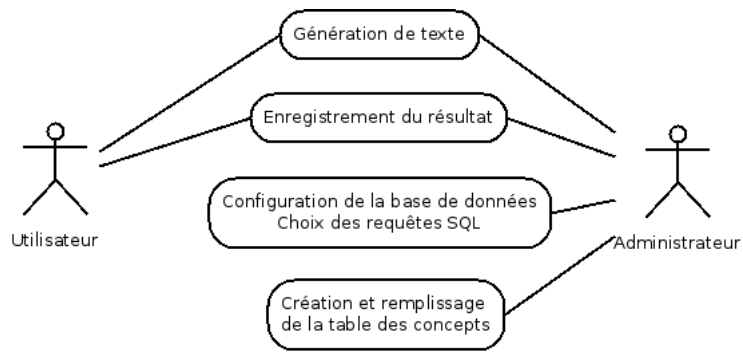 Génération de texte
Enregistrement du résultat
Configuration de la base de données
Choix des requêtes SQL
Utilisateur
Administrateur
Création et remplissage
de la table des concepts